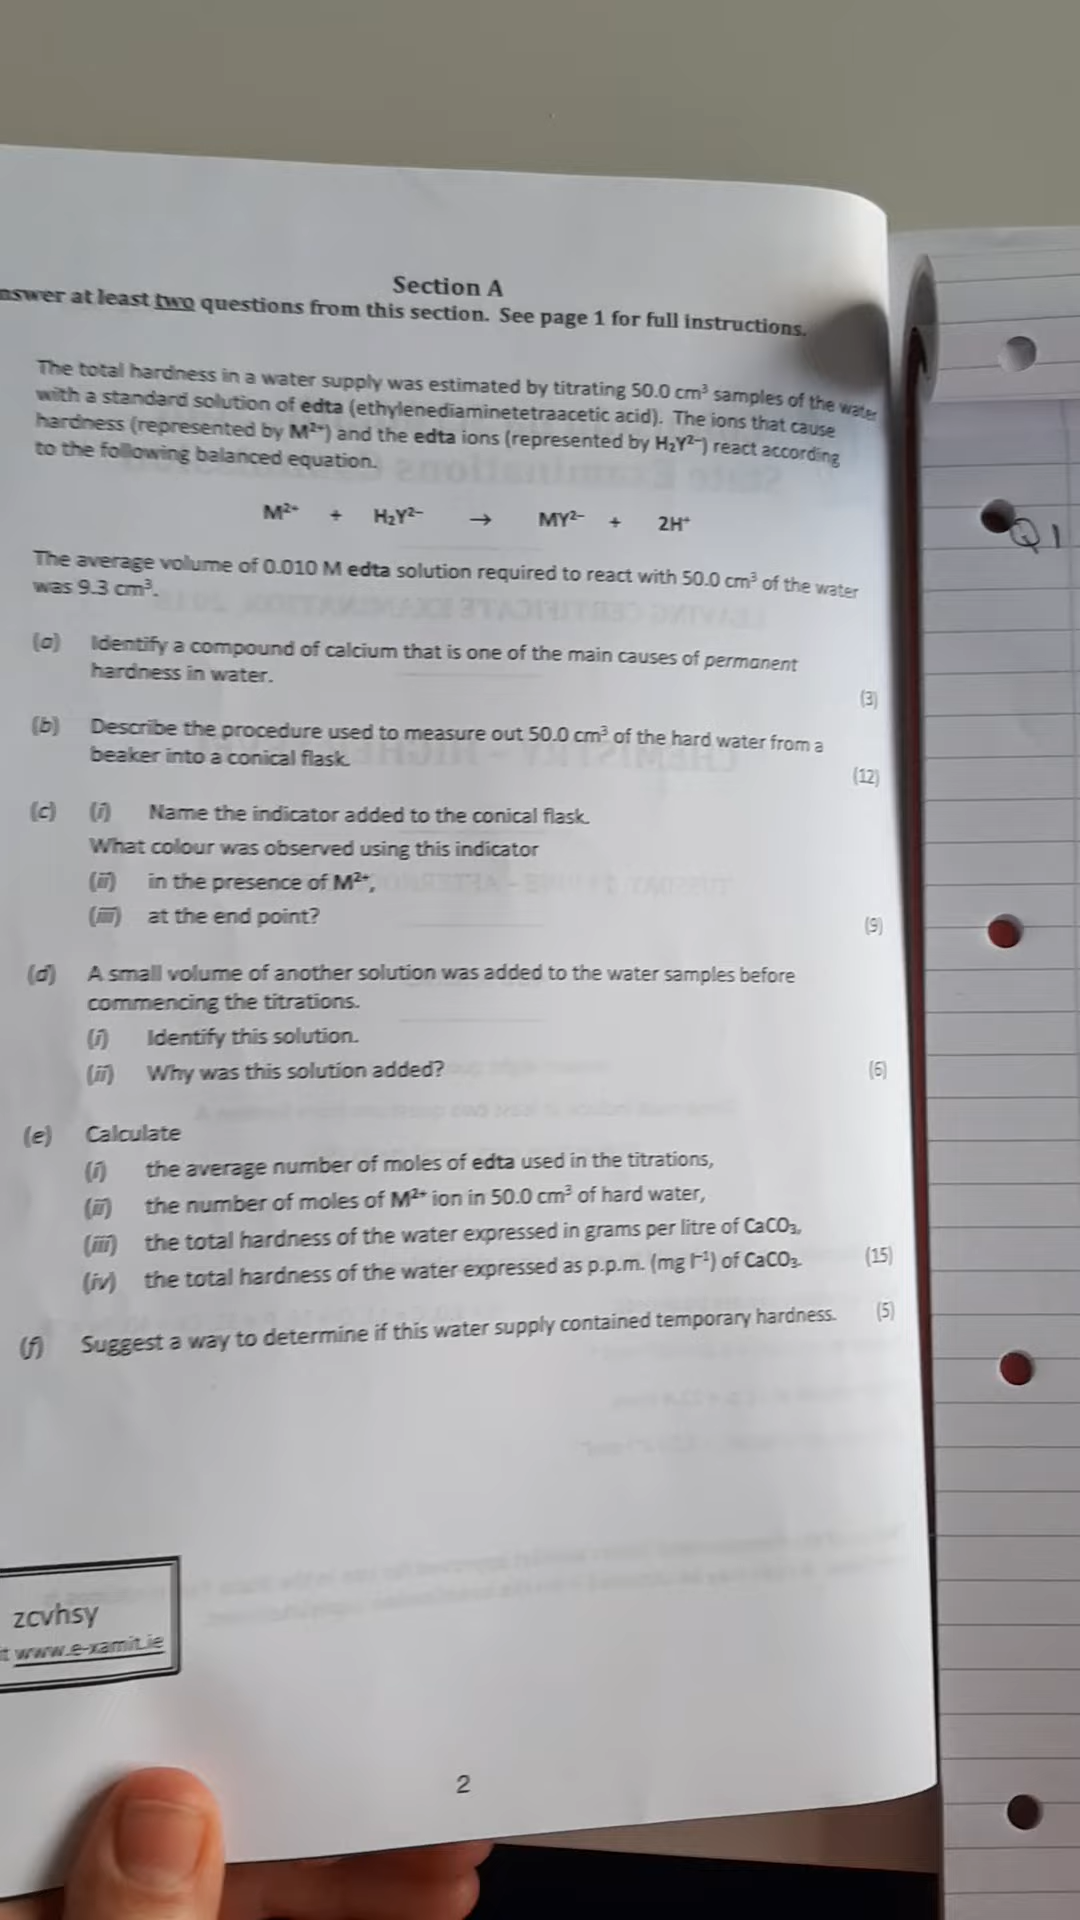 Section A
nswer at least two questions from this section. See page 1 for full instructions.
The total hardness in a water supply was estimated by titrating 50.0 cm³ samples of the water
with a standard solution of edta (ethylenediaminetetraacetic acid). The ions that cause
hardness (represented by M²⁺) and the edta ions (represented by H₂Y²⁻) react according
to the following balanced equation.
M²⁺ + H₂Y²⁻ → MY²⁻ + 2H⁺
The average volume of 0.010 M edta solution required to react with 50.0 cm³ of the water
was 9.3 cm³.
(a) Identify a compound of calcium that is one of the main causes of permanent
hardness in water. (3)
(b) Describe the procedure used to measure out 50.0 cm³ of the hard water from a
beaker into a conical flask. (12)
(c) (i) Name the indicator added to the conical flask.
What colour was observed using this indicator
(ii) in the presence of M²⁺,
(iii) at the end point? (9)
(d) A small volume of another solution was added to the water samples before
commencing the titrations.
(i) Identify this solution.
(ii) Why was this solution added? (6)
(e) Calculate
(i) the average number of moles of edta used in the titrations,
(ii) the number of moles of M²⁺ ion in 50.0 cm³ of hard water,
(iii) the total hardness of the water expressed in grams per litre of CaCO₃,
(iv) the total hardness of the water expressed as p.p.m. (mg l⁻¹) of CaCO₃. (15)
(f) Suggest a way to determine if this water supply contained temporary hardness. (5)
zcvhsy
it www.e-xamit.ie
2
Q1